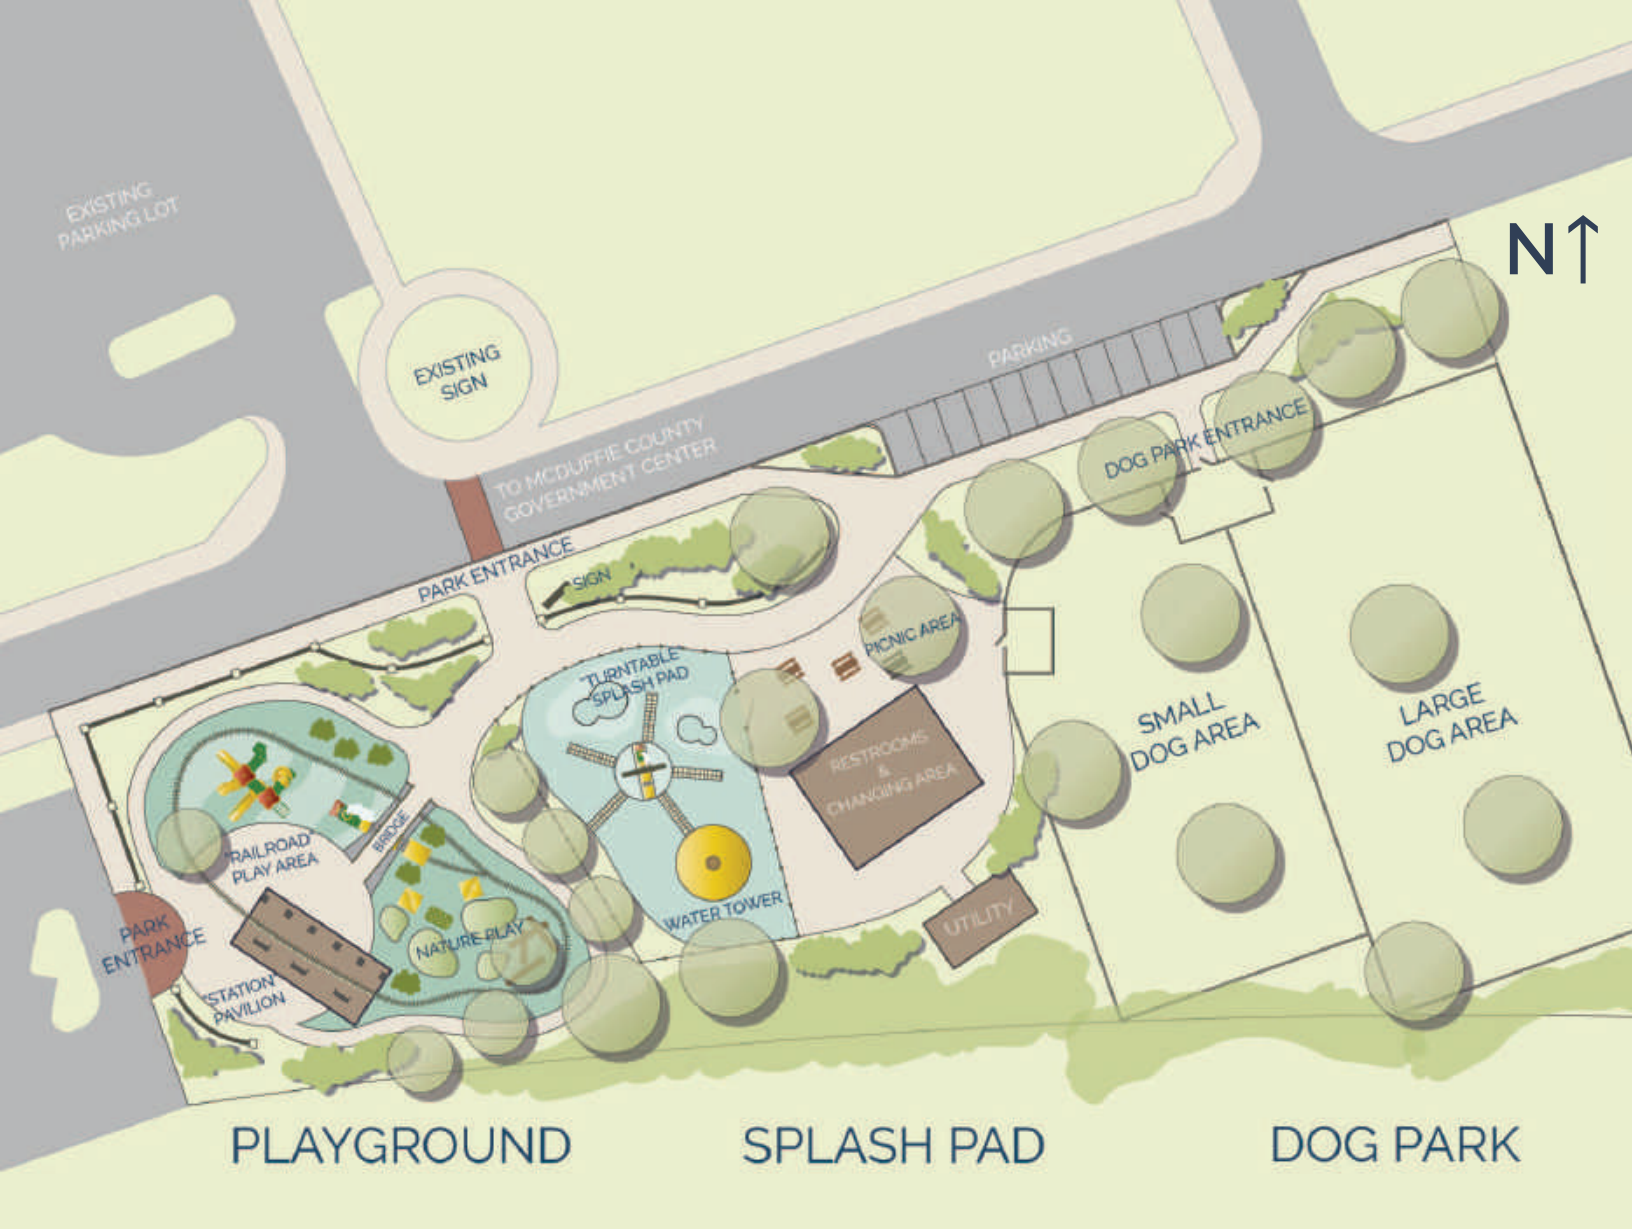 EXISTING
PARKING LOT
N↑
EXISTING
SIGN
PARKING
TO MCDUFFIE COUNTY
GOVERNMENT CENTER
DOG PARK ENTRANCE
PARK ENTRANCE
SIGN
PICNIC AREA
"TURNTABLE"
SPLASH PAD
SMALL
DOG AREA
LARGE
DOG AREA
RESTROOMS
&
CHANGING AREA
BRIDGE
"RAILROAD"
PLAY AREA
WATER TOWER
UTILITY
PARK
ENTRANCE
NATURE PLAY
"STATION"
PAVILION
PLAYGROUND
SPLASH PAD
DOG PARK